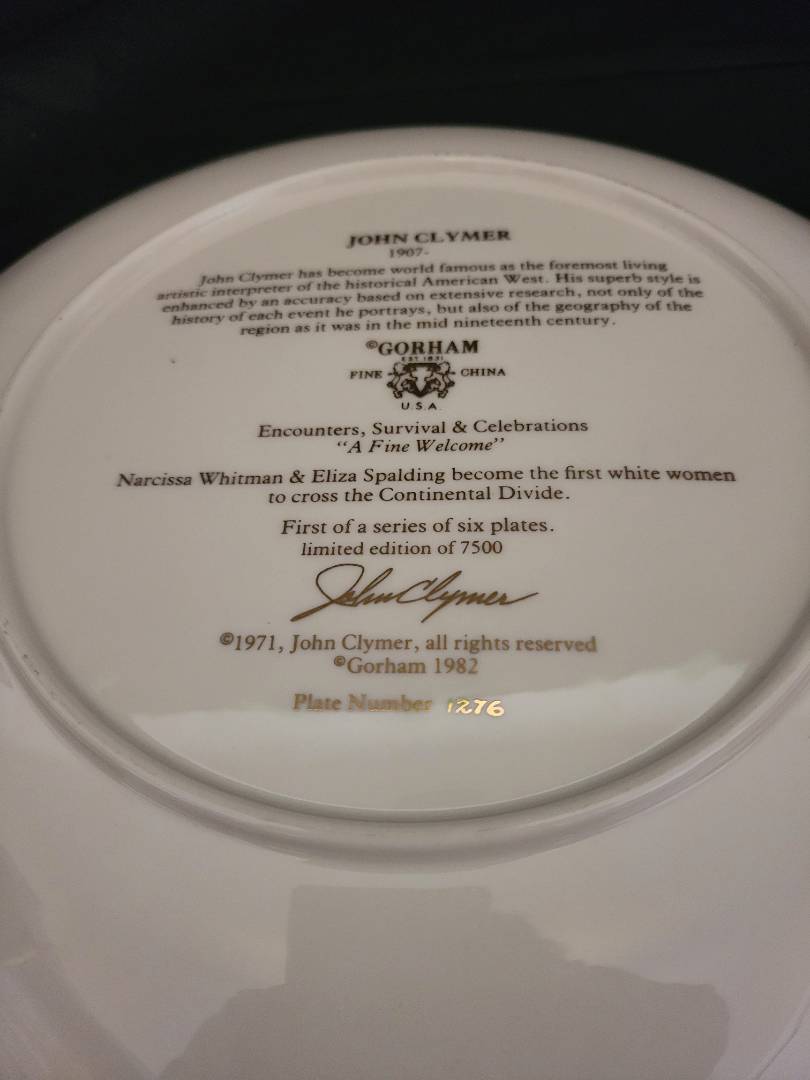 JOHN CLYMER
1907-
John Clymer has become world famous as the foremost living
artistic interpreter of the historical American West. His superb style is
enhanced by an accuracy based on extensive research, not only of the
history of each event he portrays, but also of the geography of the
region as it was in the mid nineteenth century.
©GORHAM
EST 1831
FINE CHINA
U.S.A.
Encounters, Survival & Celebrations
"A Fine Welcome"
Narcissa Whitman & Eliza Spalding become the first white women
to cross the Continental Divide.
First of a series of six plates.
limited edition of 7500
John Clymer
©1971, John Clymer, all rights reserved
©Gorham 1982
Plate Number 1276